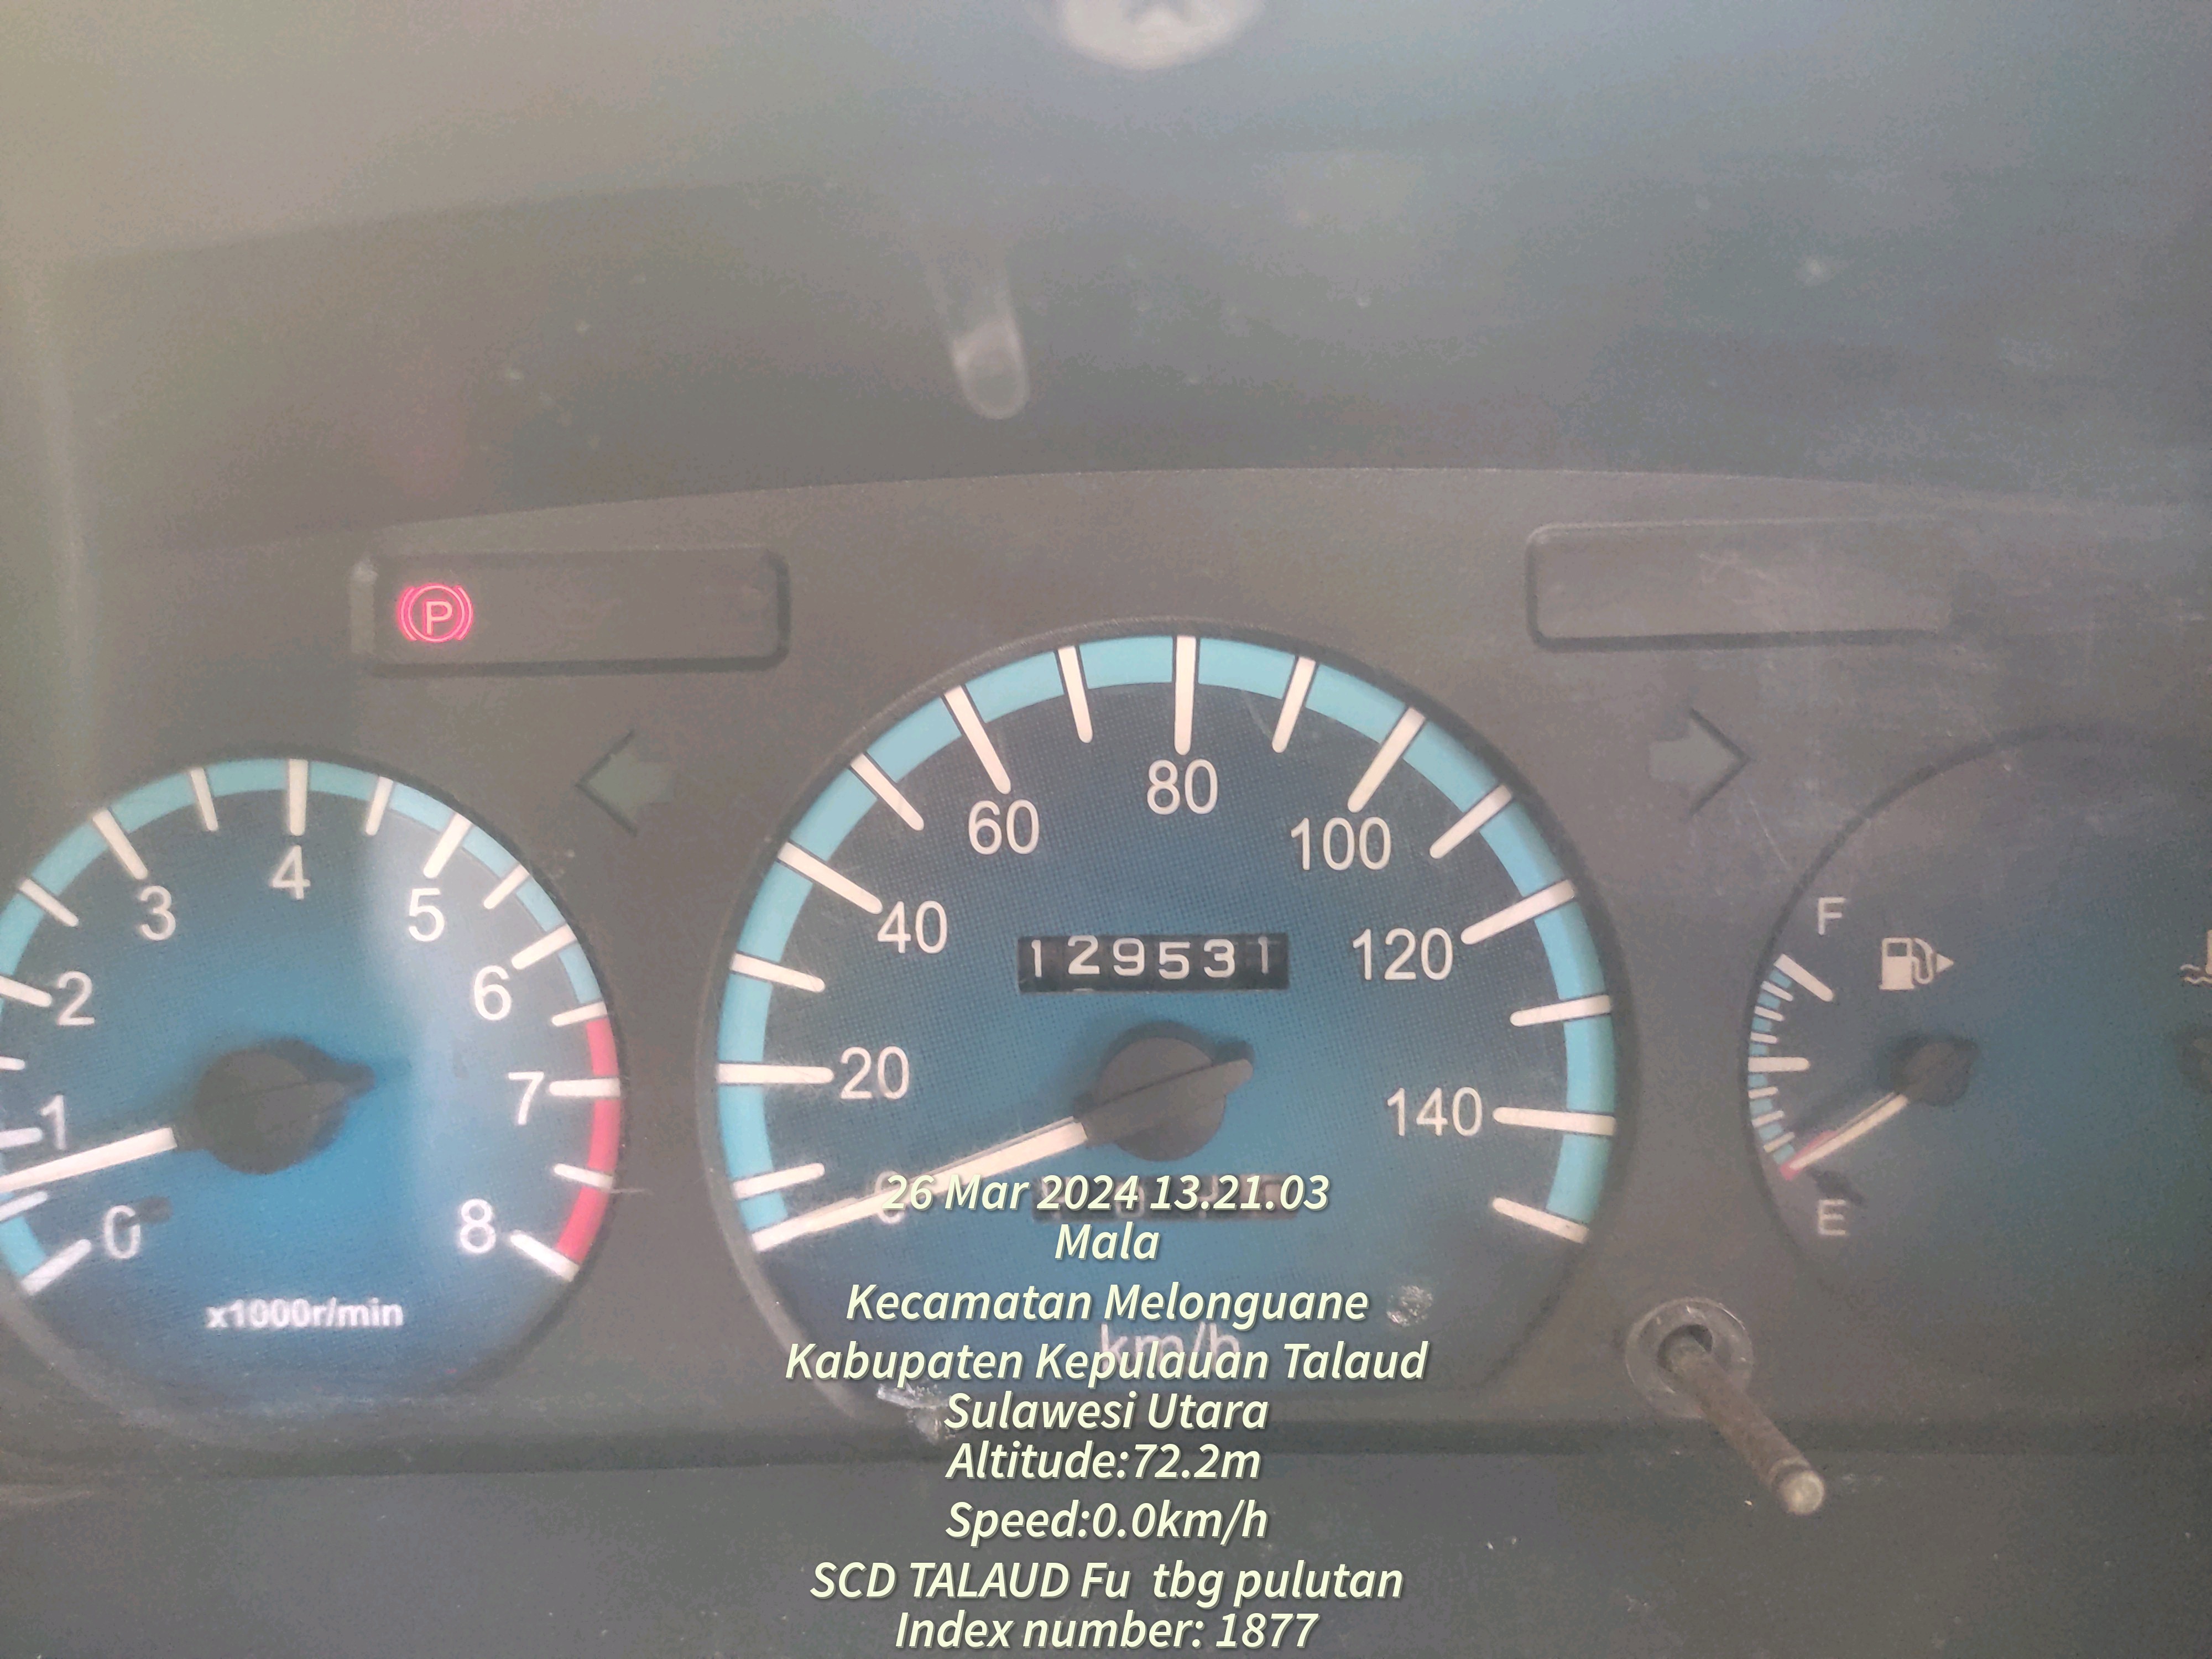 P
80
60
100
4
5
3
40
129531
120
F
6
2
20
7
140
1
0
8
E
x1000r/min
km/h
26 Mar 2024 13.21.03
Mala
Kecamatan Melonguane
Kabupaten Kepulauan Talaud
Sulawesi Utara
Altitude:72.2m
Speed:0.0km/h
SCD TALAUD Fu tbg pulutan
Index number: 1877